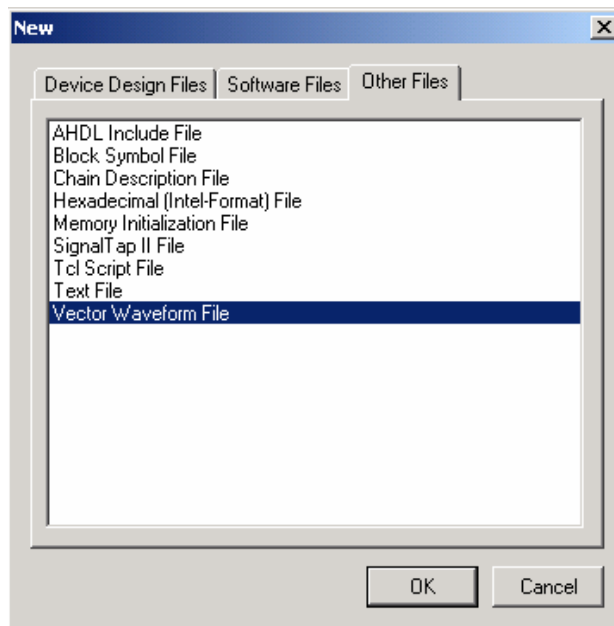 New
Device Design Files Software Files Other Files
AHDL Include File
Block Symbol File
Chain Description File
Hexadecimal (Intel-Format) File
Memory Initialization File
SignalTap II File
Tcl Script File
Text File
Vector Waveform File
OK Cancel